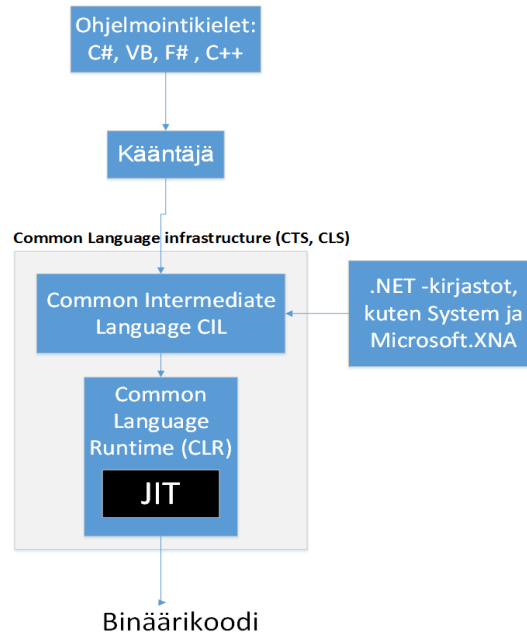 Ohjelmointikielet:
C#, VB, F# , C++
Kääntäjä
Common Language infrastructure (CTS, CLS)
Common Intermediate
Language CIL
.NET -kirjastot,
kuten System ja
Microsoft.XNA
Common
Language
Runtime (CLR)
JIT
Binäärikoodi